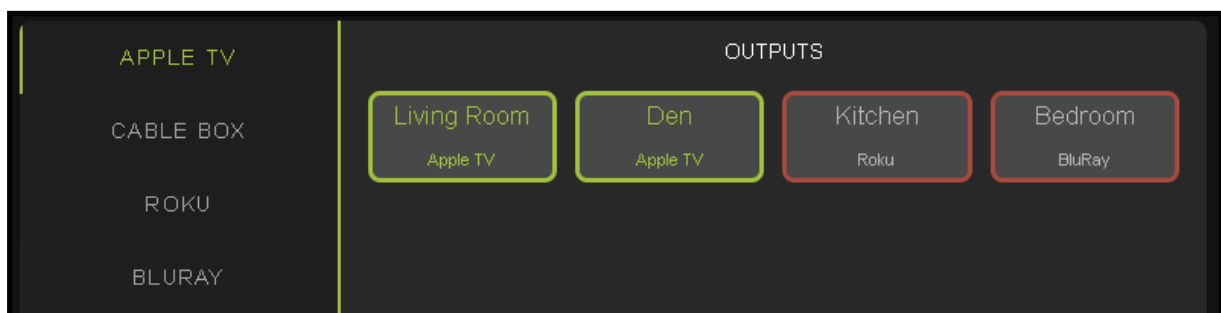 APPLE TV
CABLE BOX
ROKU
BLURAY
OUTPUTS
Living Room
Apple TV
Den
Apple TV
Kitchen
Roku
Bedroom
BluRay